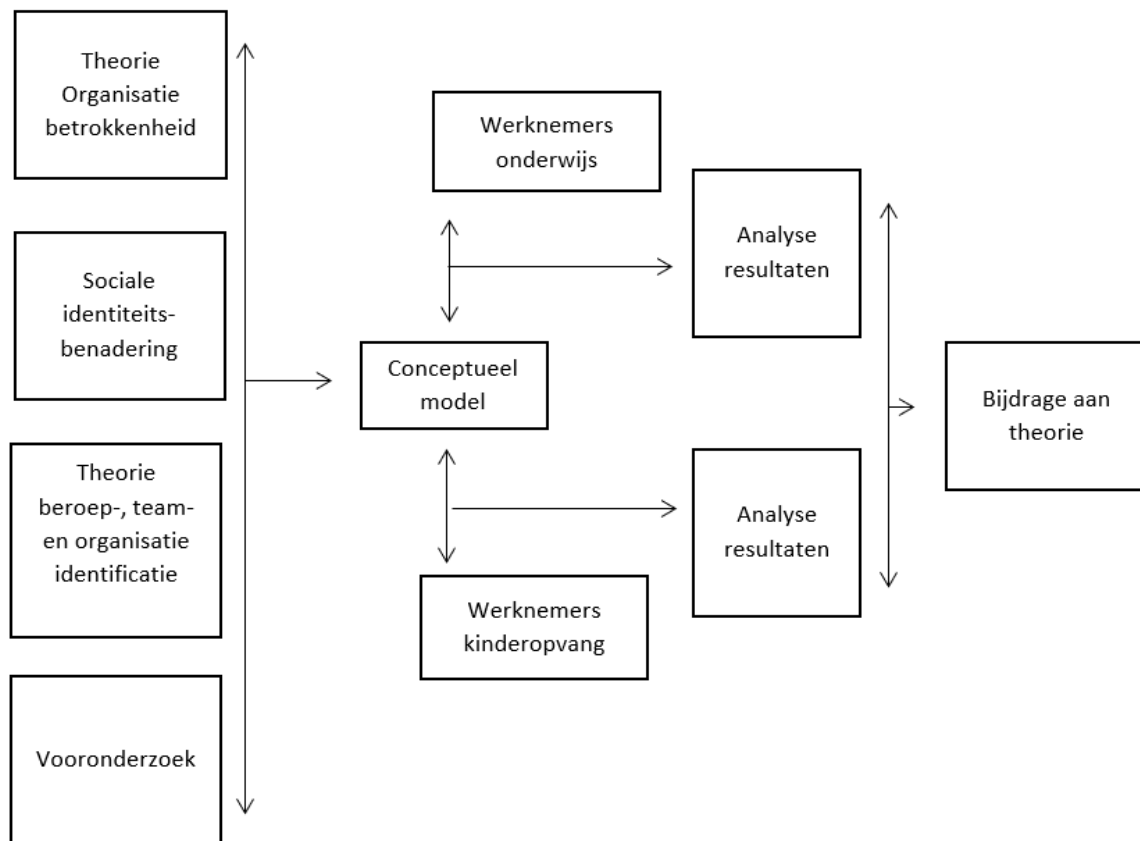 Theorie
Organisatie
betrokkenheid
Sociale
identiteits-
benadering
Theorie
beroep-, team-
en organisatie
identificatie
Vooronderzoek
Conceptueel
model
Werknemers
onderwijs
Werknemers
kinderopvang
Analyse
resultaten
Analyse
resultaten
Bijdrage aan
theorie